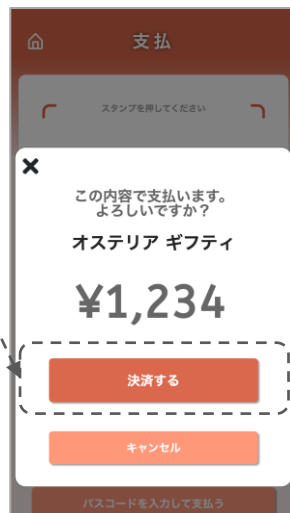 支払
スタンプを押してください
この内容で支払います。
よろしいですか？
オステリア ギフティ
¥1,234
決済する
キャンセル
パスコードを入力して支払う